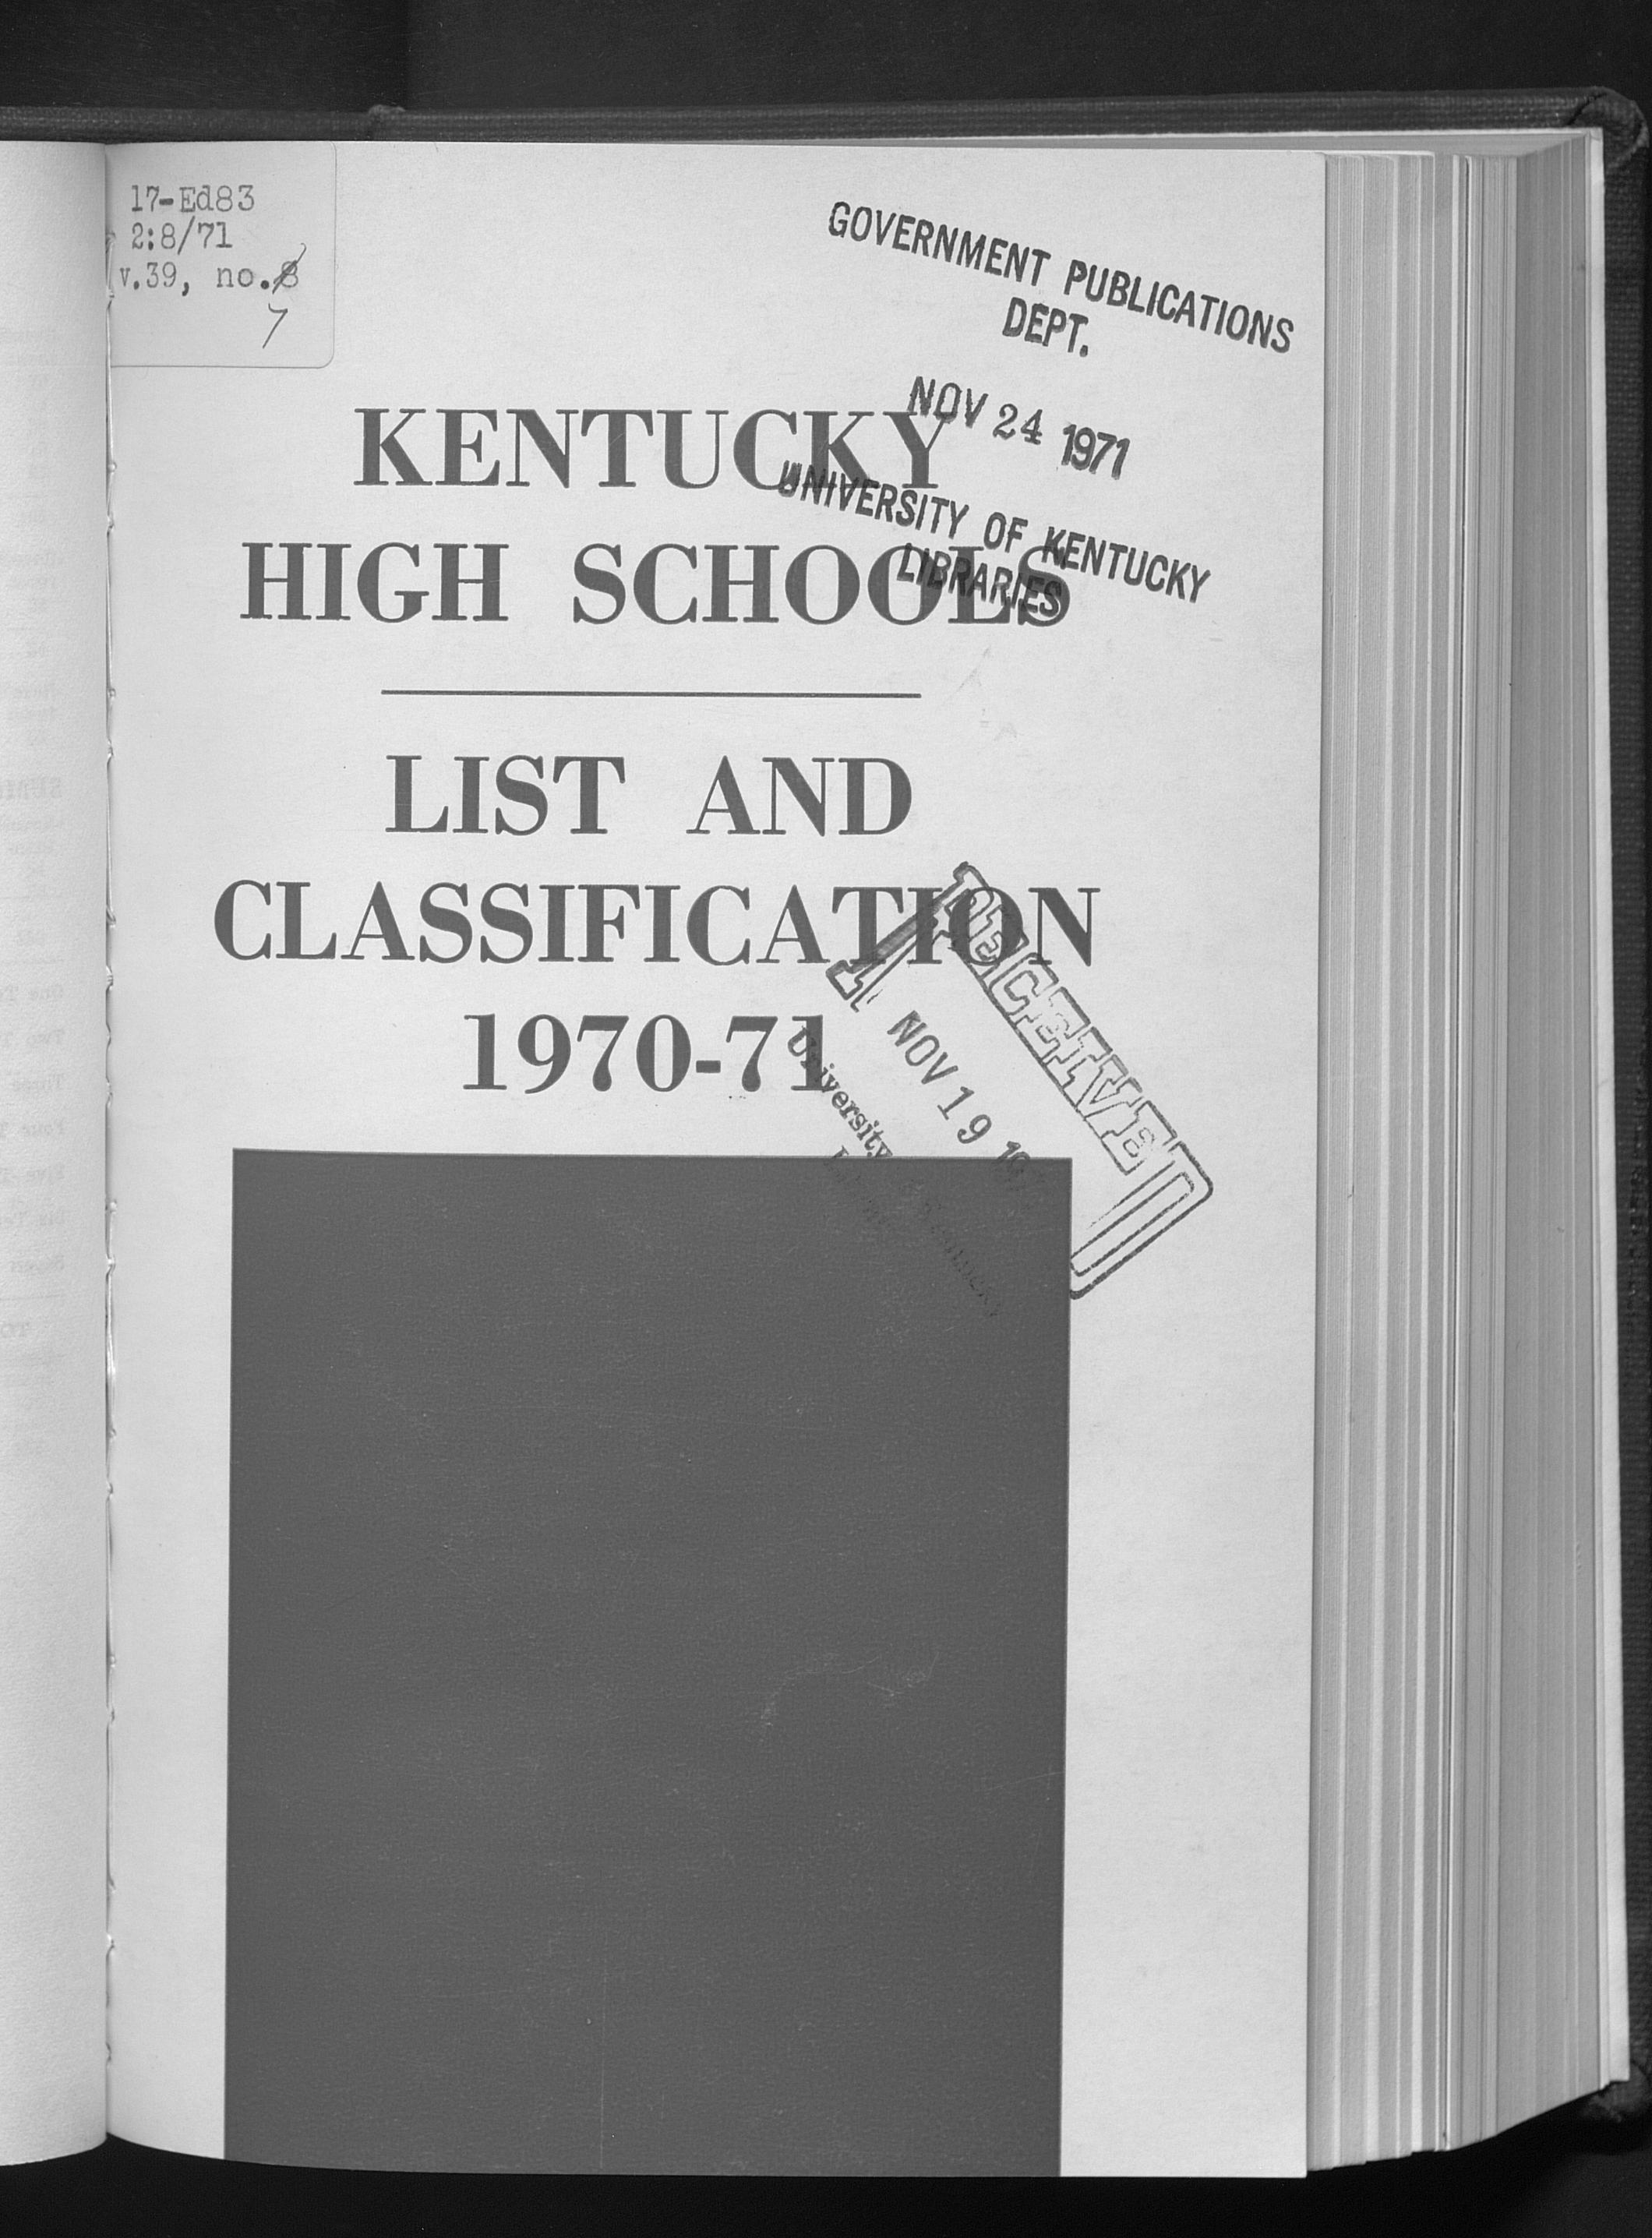 17-Ed83
2:8/71
v.39, no.8
7
GOVERNMENT PUBLICATIONS
DEPT.
NOV 24 1971
UNIVERSITY OF KENTUCKY
LIBRARIES
KENTUCKY
HIGH SCHOOLS
LIST AND
CLASSIFICATION
1970-71
RECEIVED
NOV 19
University